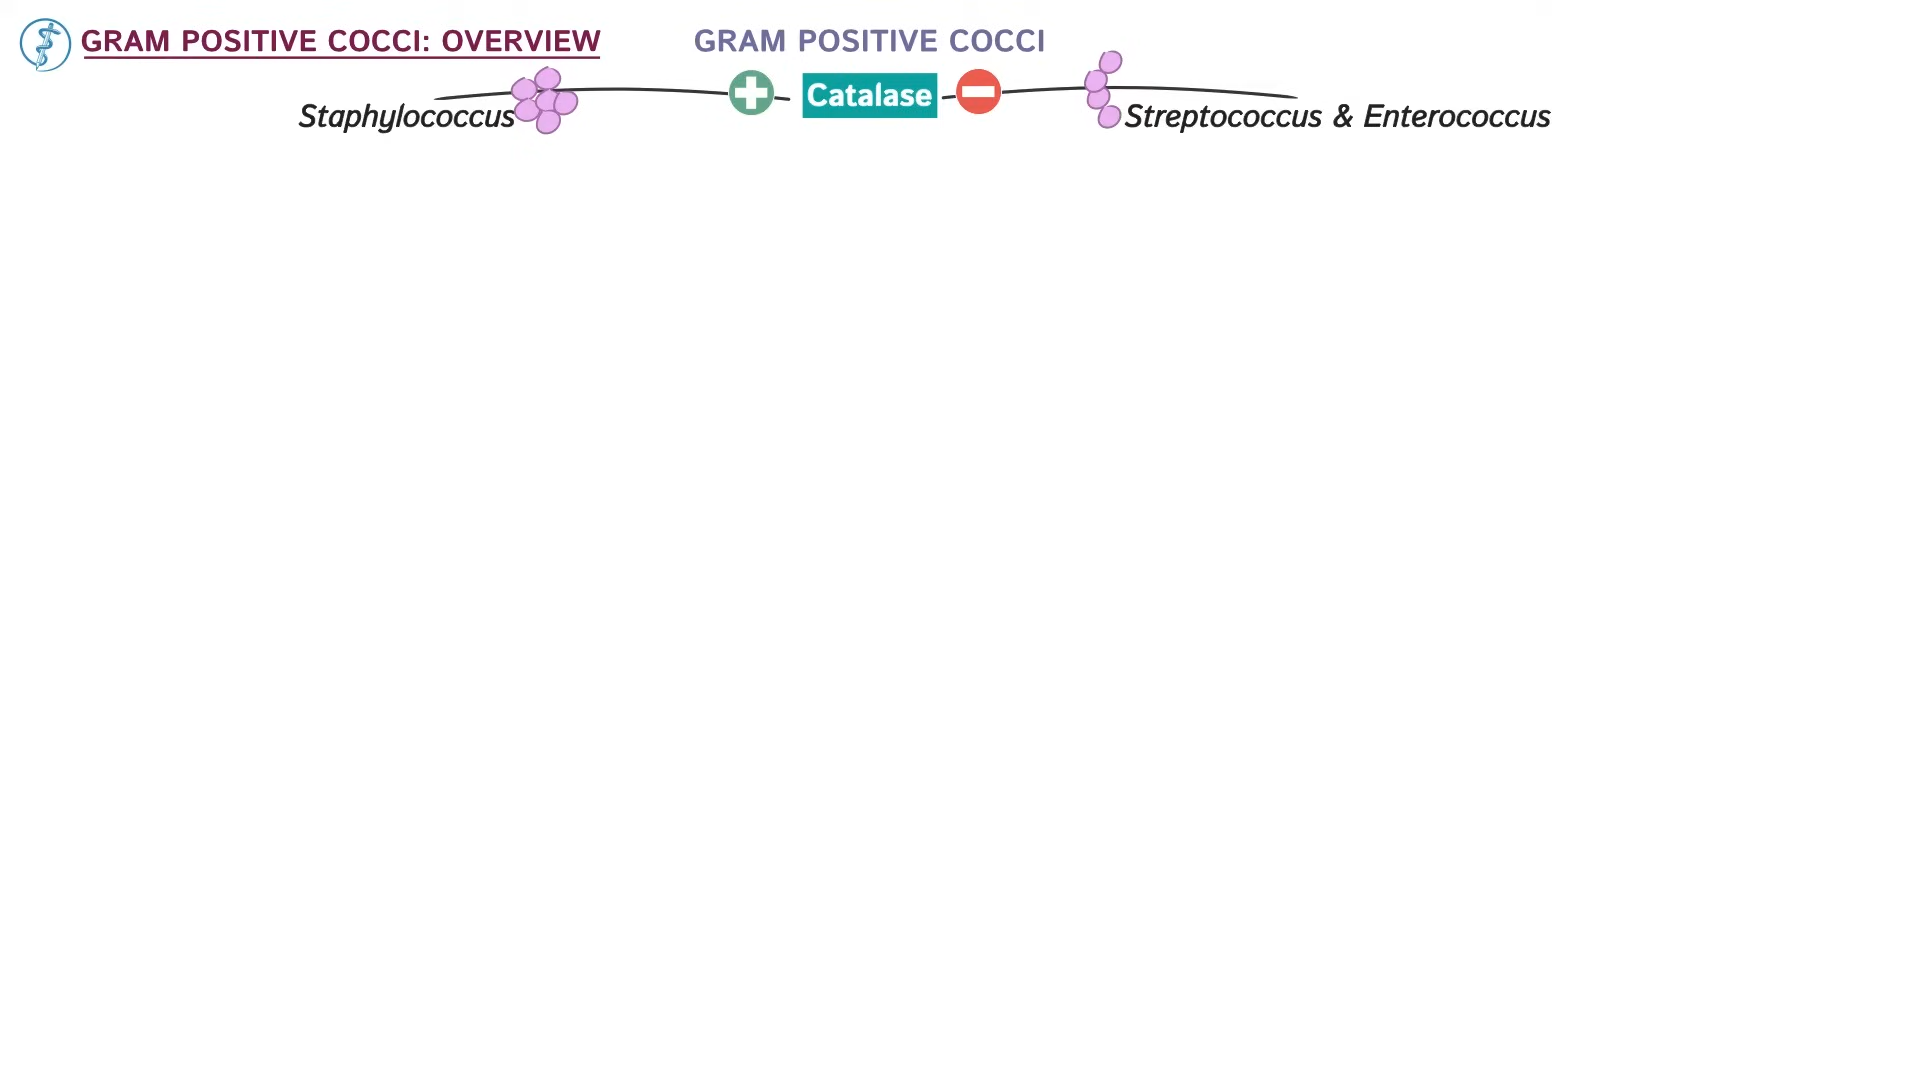 GRAM POSITIVE COCCI: OVERVIEW
GRAM POSITIVE COCCI
Catalase
Staphylococcus
Streptococcus & Enterococcus